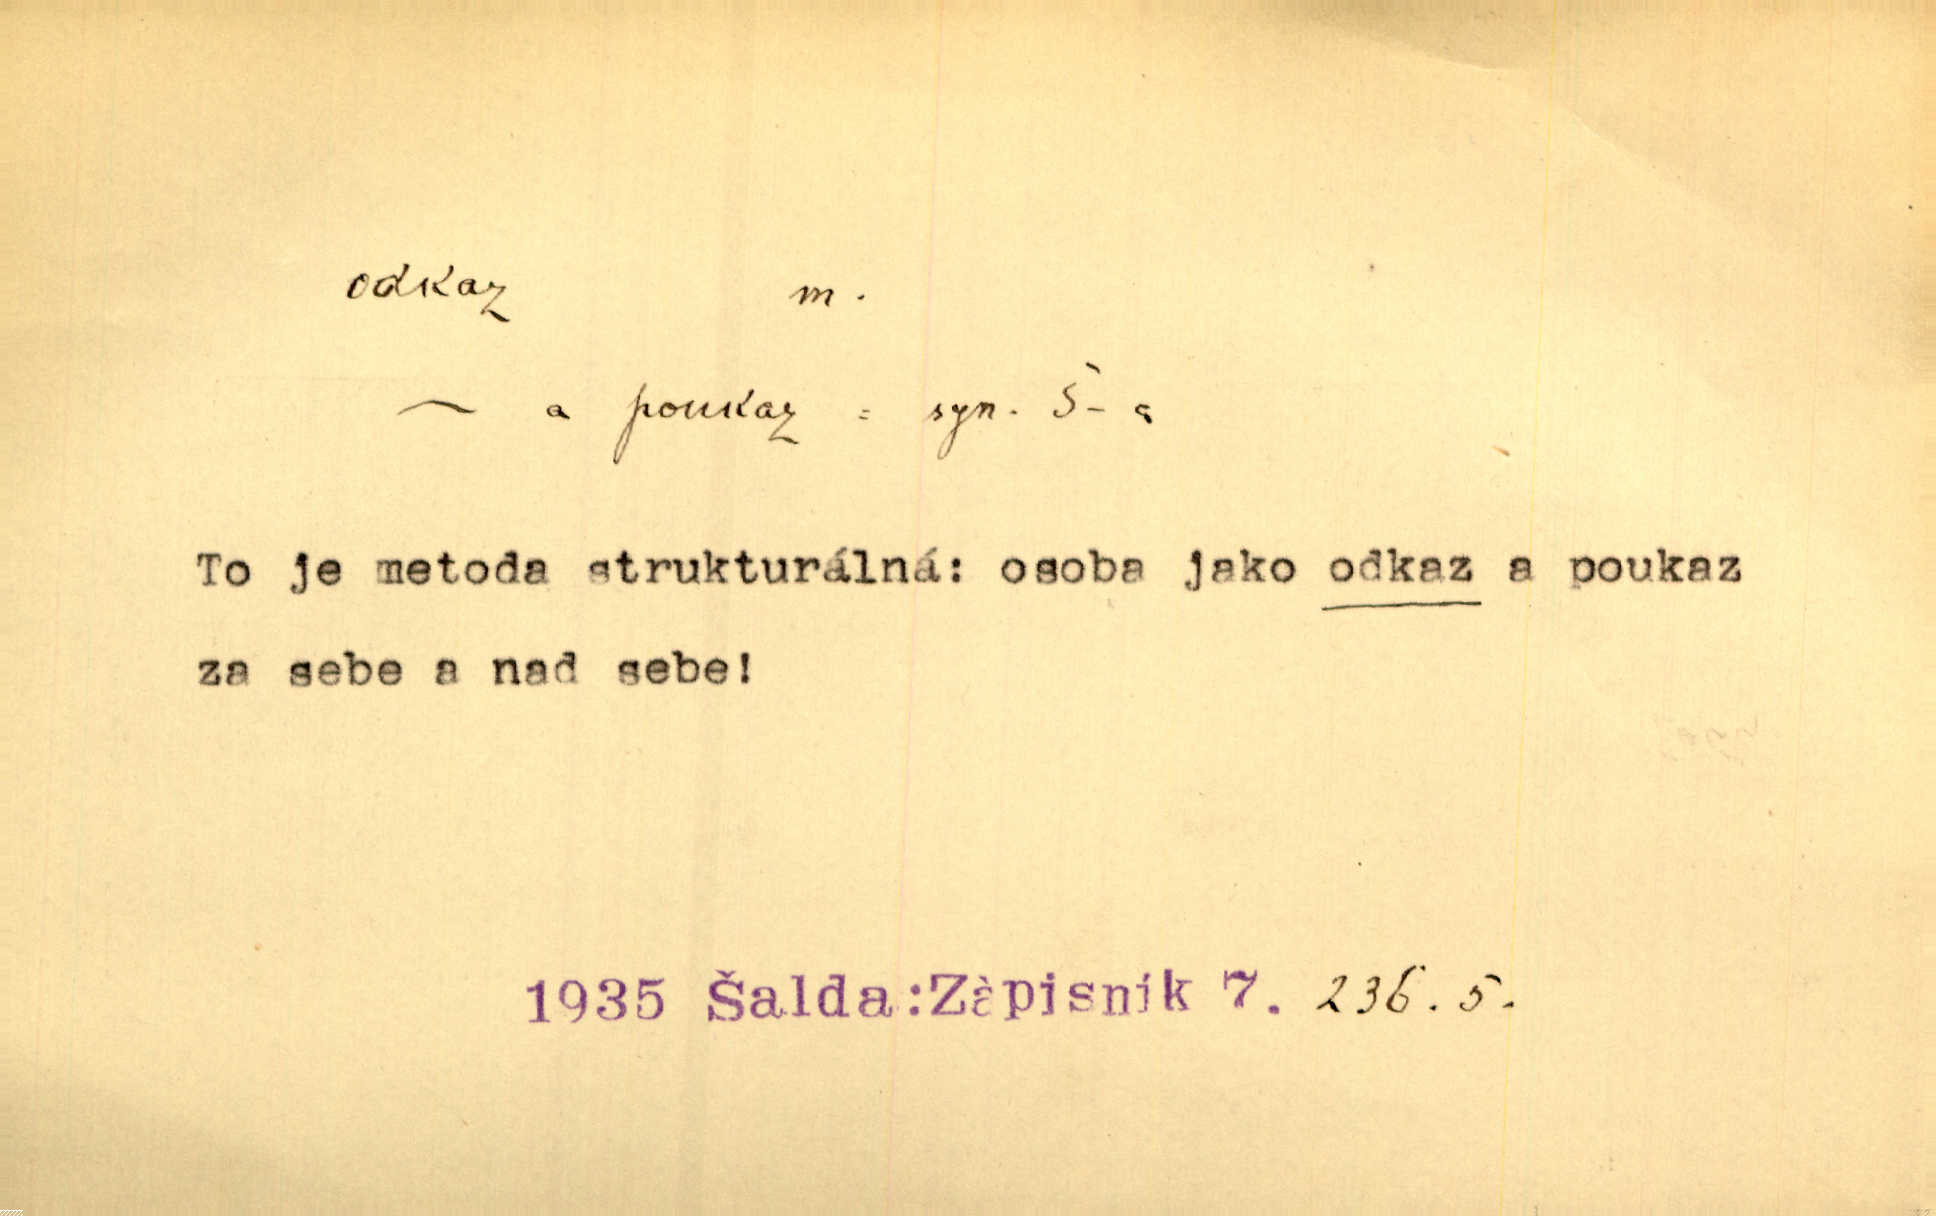 odkaz m.
~ a poukaz = syn. Š-a
To je metoda strukturálná: osoba jako odkaz a poukaz
za sebe a nad sebe!
1935 Šalda:Zàpisník 7. 236. 5.